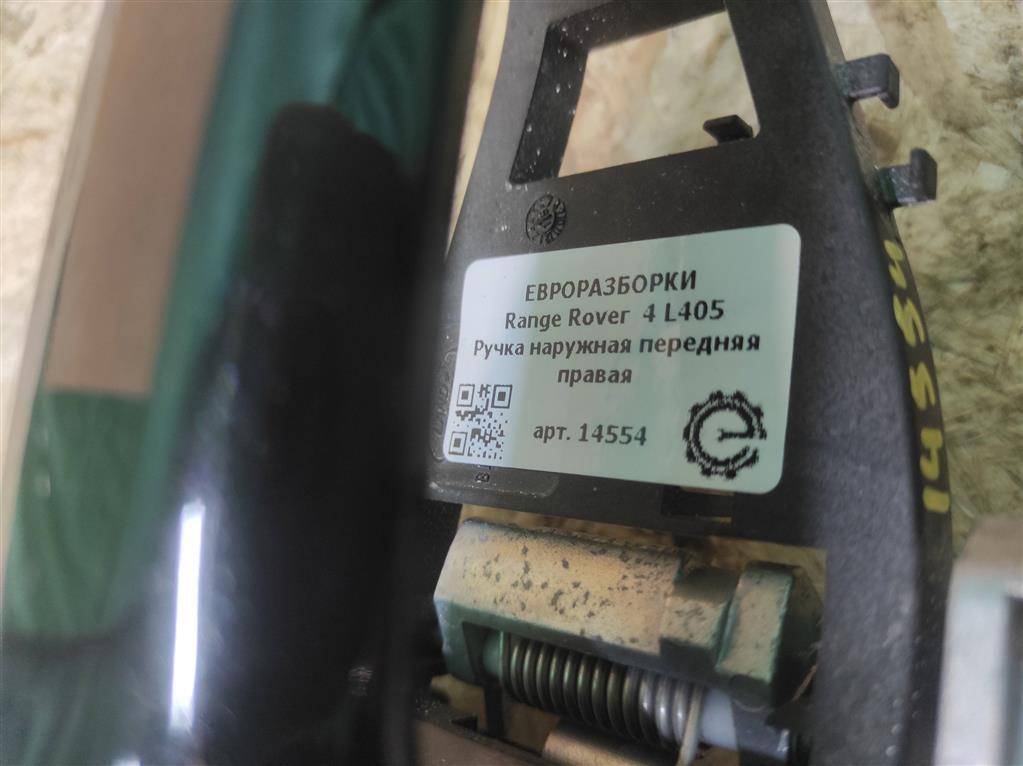 ЕВРОРАЗБОРКИ
Range Rover 4 L405
Ручка наружная передняя
правая
арт. 14554
14554